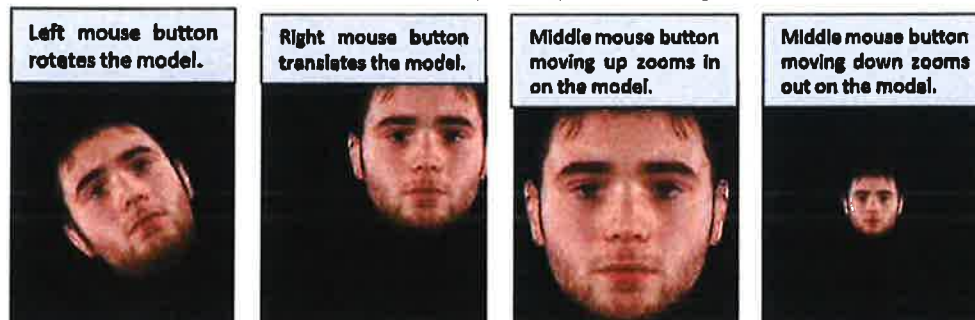 Left mouse button
rotates the model.
Right mouse button
translates the model.
Middle mouse button
moving up zooms in
on the model.
Middle mouse button
moving down zooms
out on the model.